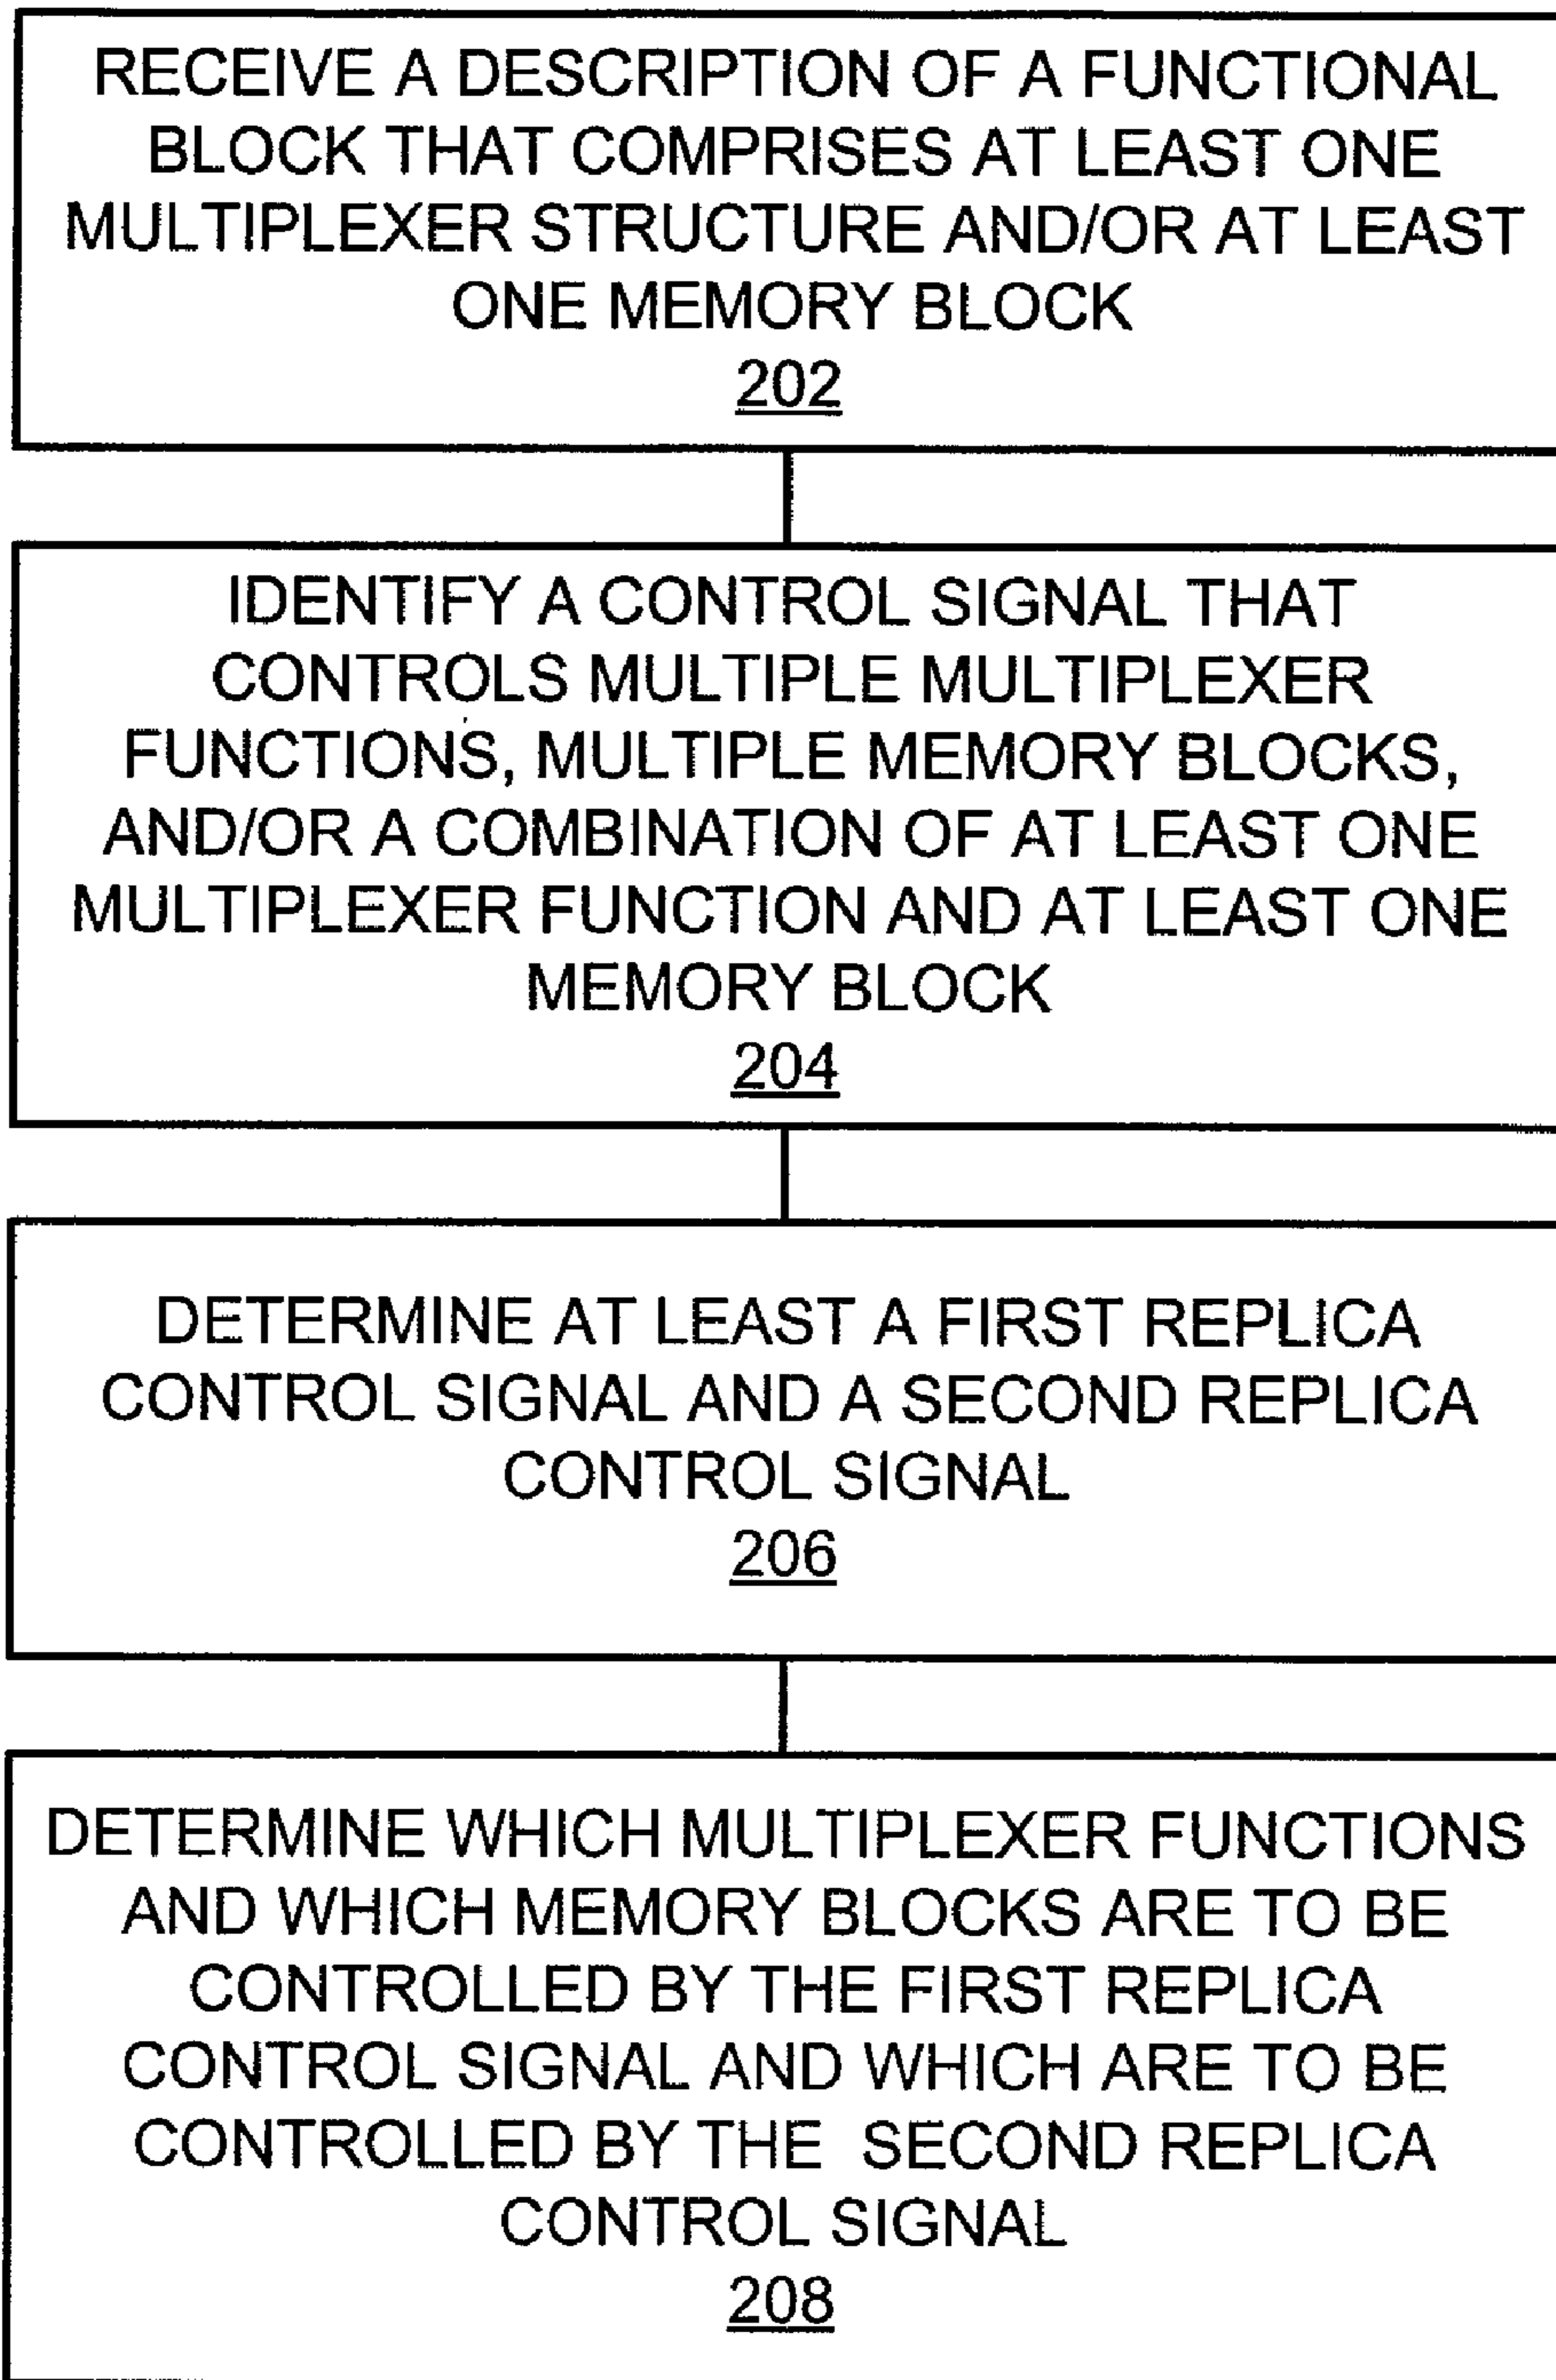 RECEIVE A DESCRIPTION OF A FUNCTIONAL
BLOCK THAT COMPRISES AT LEAST ONE
MULTIPLEXER STRUCTURE AND/OR AT LEAST
ONE MEMORY BLOCK
202
IDENTIFY A CONTROL SIGNAL THAT
CONTROLS MULTIPLE MULTIPLEXER
FUNCTIONS, MULTIPLE MEMORY BLOCKS,
AND/OR A COMBINATION OF AT LEAST ONE
MULTIPLEXER FUNCTION AND AT LEAST ONE
MEMORY BLOCK
204
DETERMINE AT LEAST A FIRST REPLICA
CONTROL SIGNAL AND A SECOND REPLICA
CONTROL SIGNAL
206
DETERMINE WHICH MULTIPLEXER FUNCTIONS
AND WHICH MEMORY BLOCKS ARE TO BE
CONTROLLED BY THE FIRST REPLICA
CONTROL SIGNAL AND WHICH ARE TO BE
CONTROLLED BY THE SECOND REPLICA
CONTROL SIGNAL
208